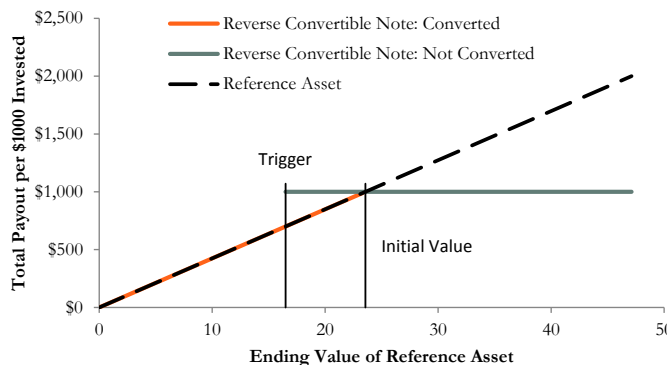 $2,500
$2,000
$1,500
$1,000
$500
$0
Total Payout per $1000 Invested
Reverse Convertible Note: Converted
Reverse Convertible Note: Not Converted
Reference Asset
Trigger
Initial Value
0 10 20 30 40 50
Ending Value of Reference Asset